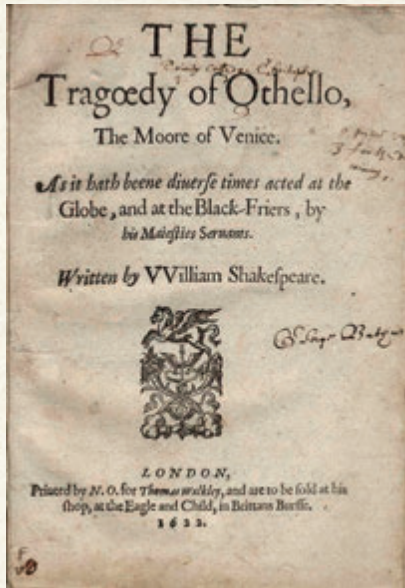 THE
Tragœdy of Othello,
The Moore of Venice.
As it hath beene diuerſe times acted at the
Globe, and at the Black-Friers, by
his Maieſties Seruants.
Written by VVilliam Shakeſpeare.
LONDON,
Printed by N. O. for Thomas Walkley, and are to be ſold at his
ſhop, at the Eagle and Child, in Brittans Burſſe.
1622.